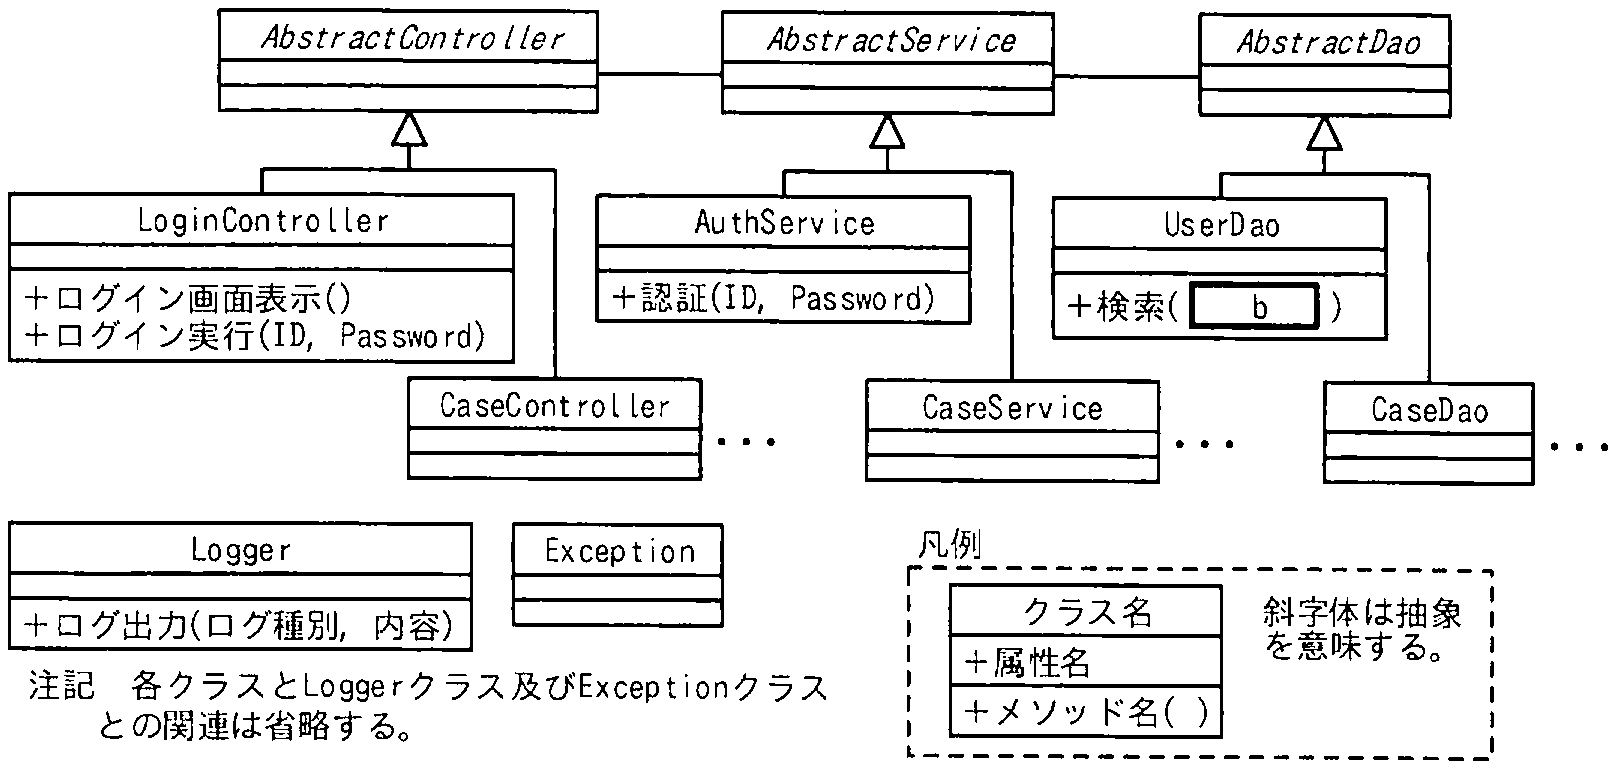 AbstractController
AbstractService
AbstractDao
LoginController
+ログイン画面表示()
+ログイン実行(ID, Password)
AuthService
+認証(ID, Password)
UserDao
+検索( b )
CaseController
...
CaseService
...
CaseDao
...
Logger
+ログ出力(ログ種別, 内容)
Exception
注記 各クラスとLoggerクラス及びExceptionクラス
との関連は省略する。
凡例
クラス名
+属性名
+メソッド名( )
斜字体は抽象
を意味する。